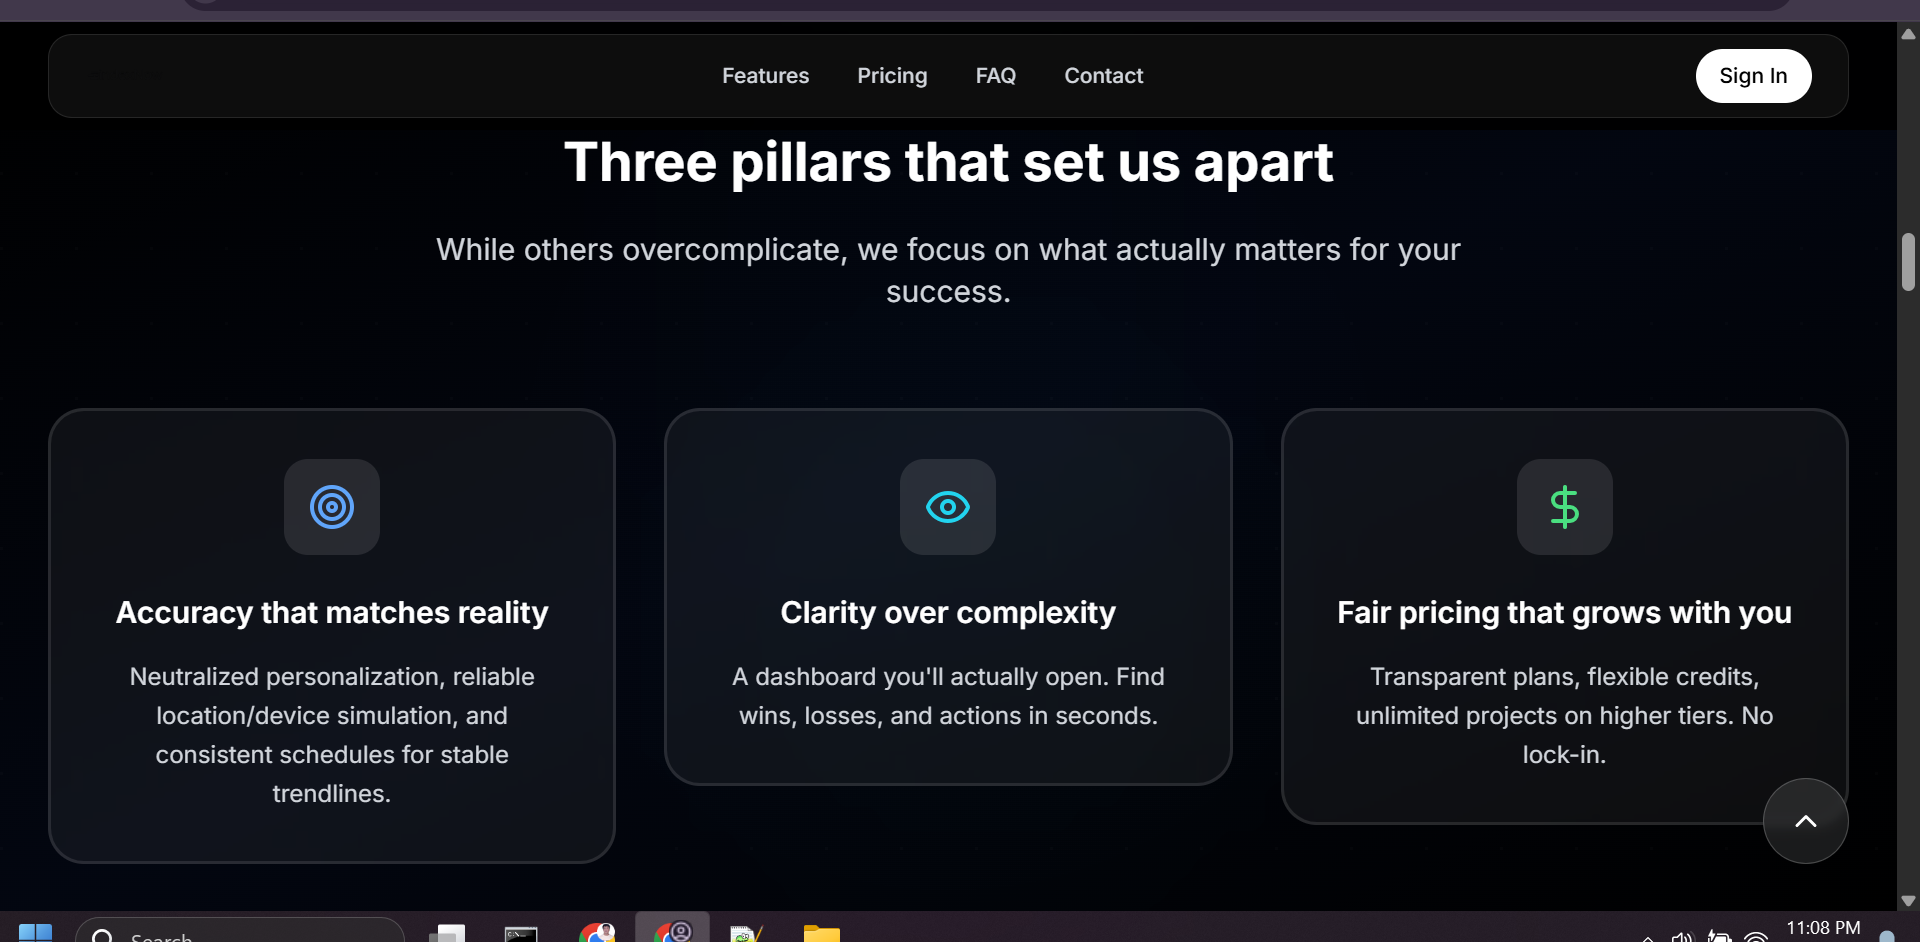 Features
Pricing
FAQ
Contact
Sign In
Three pillars that set us apart
While others overcomplicate, we focus on what actually matters for your
success.
Accuracy that matches reality
Neutralized personalization, reliable
location/device simulation, and
consistent schedules for stable
trendlines.
Clarity over complexity
A dashboard you'll actually open. Find
wins, losses, and actions in seconds.
Fair pricing that grows with you
Transparent plans, flexible credits,
unlimited projects on higher tiers. No
lock-in.
Search
11:08 PM